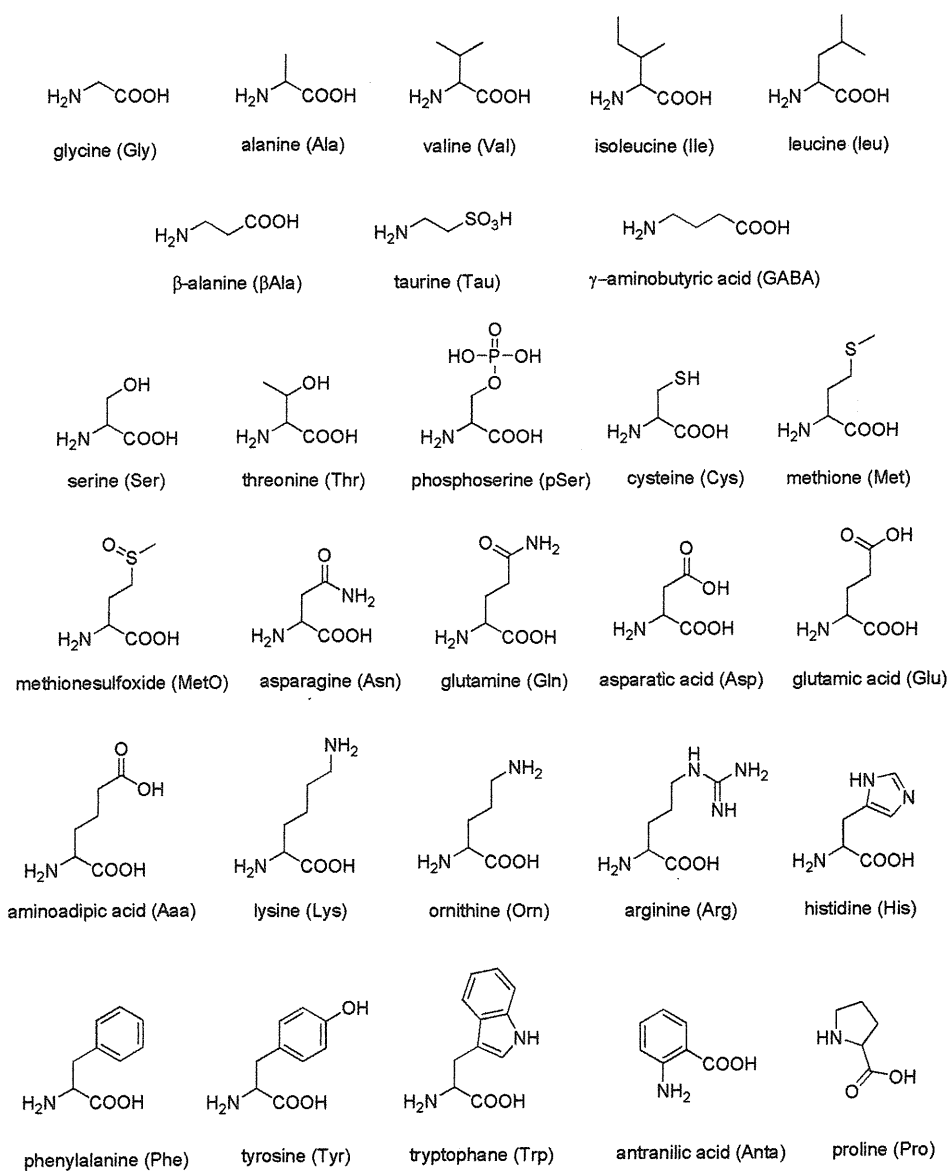 H₂N COOH H₂N COOH H₂N COOH H₂N COOH H₂N COOH
glycine (Gly) alanine (Ala) valine (Val) isoleucine (Ile) leucine (leu)
H₂N COOH H₂N SO₃H H₂N COOH
β-alanine (βAla) taurine (Tau) γ-aminobutyric acid (GABA)
O
HO-P-OH
OH OH O SH S
H₂N COOH H₂N COOH H₂N COOH H₂N COOH H₂N COOH
serine (Ser) threonine (Thr) phosphoserine (pSer) cysteine (Cys) methione (Met)
O S O NH₂ O NH₂ O OH O OH
H₂N COOH H₂N COOH H₂N COOH H₂N COOH H₂N COOH
methionesulfoxide (MetO) asparagine (Asn) glutamine (Gln) asparatic acid (Asp) glutamic acid (Glu)
O OH NH₂ NH₂ H N NH₂ NH HN N
H₂N COOH H₂N COOH H₂N COOH H₂N COOH H₂N COOH
aminoadipic acid (Aaa) lysine (Lys) ornithine (Orn) arginine (Arg) histidine (His)
OH NH HN
H₂N COOH H₂N COOH H₂N COOH COOH NH₂ O OH
phenylalanine (Phe) tyrosine (Tyr) tryptophane (Trp) antranilic acid (Anta) proline (Pro)